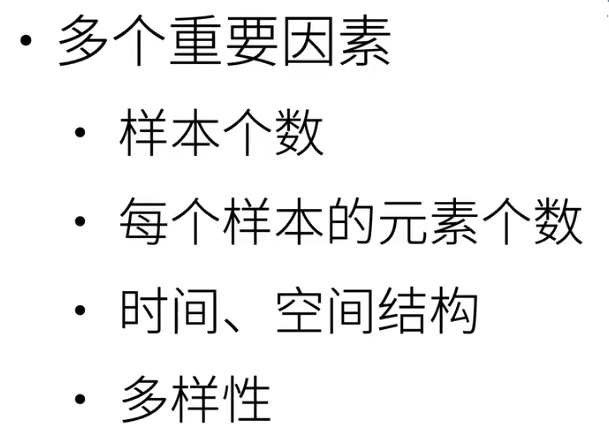 • 多个重要因素
• 样本个数
• 每个样本的元素个数
• 时间、空间结构
• 多样性